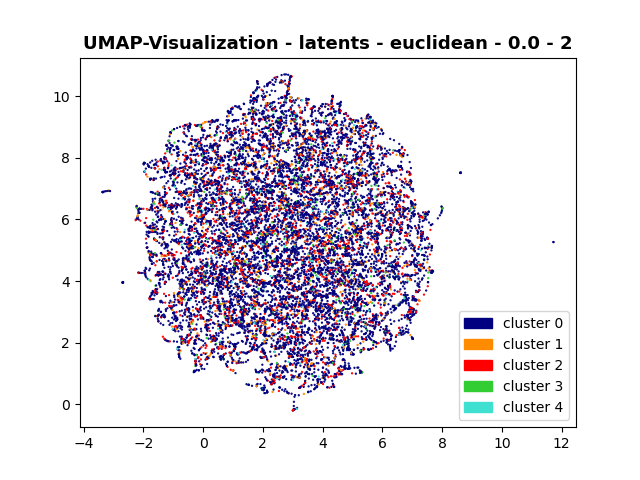 UMAP-Visualization - latents - euclidean - 0.0 - 2
10
8
6
4
2
0
−4
−2
0
2
4
6
8
10
12
cluster 0
cluster 1
cluster 2
cluster 3
cluster 4